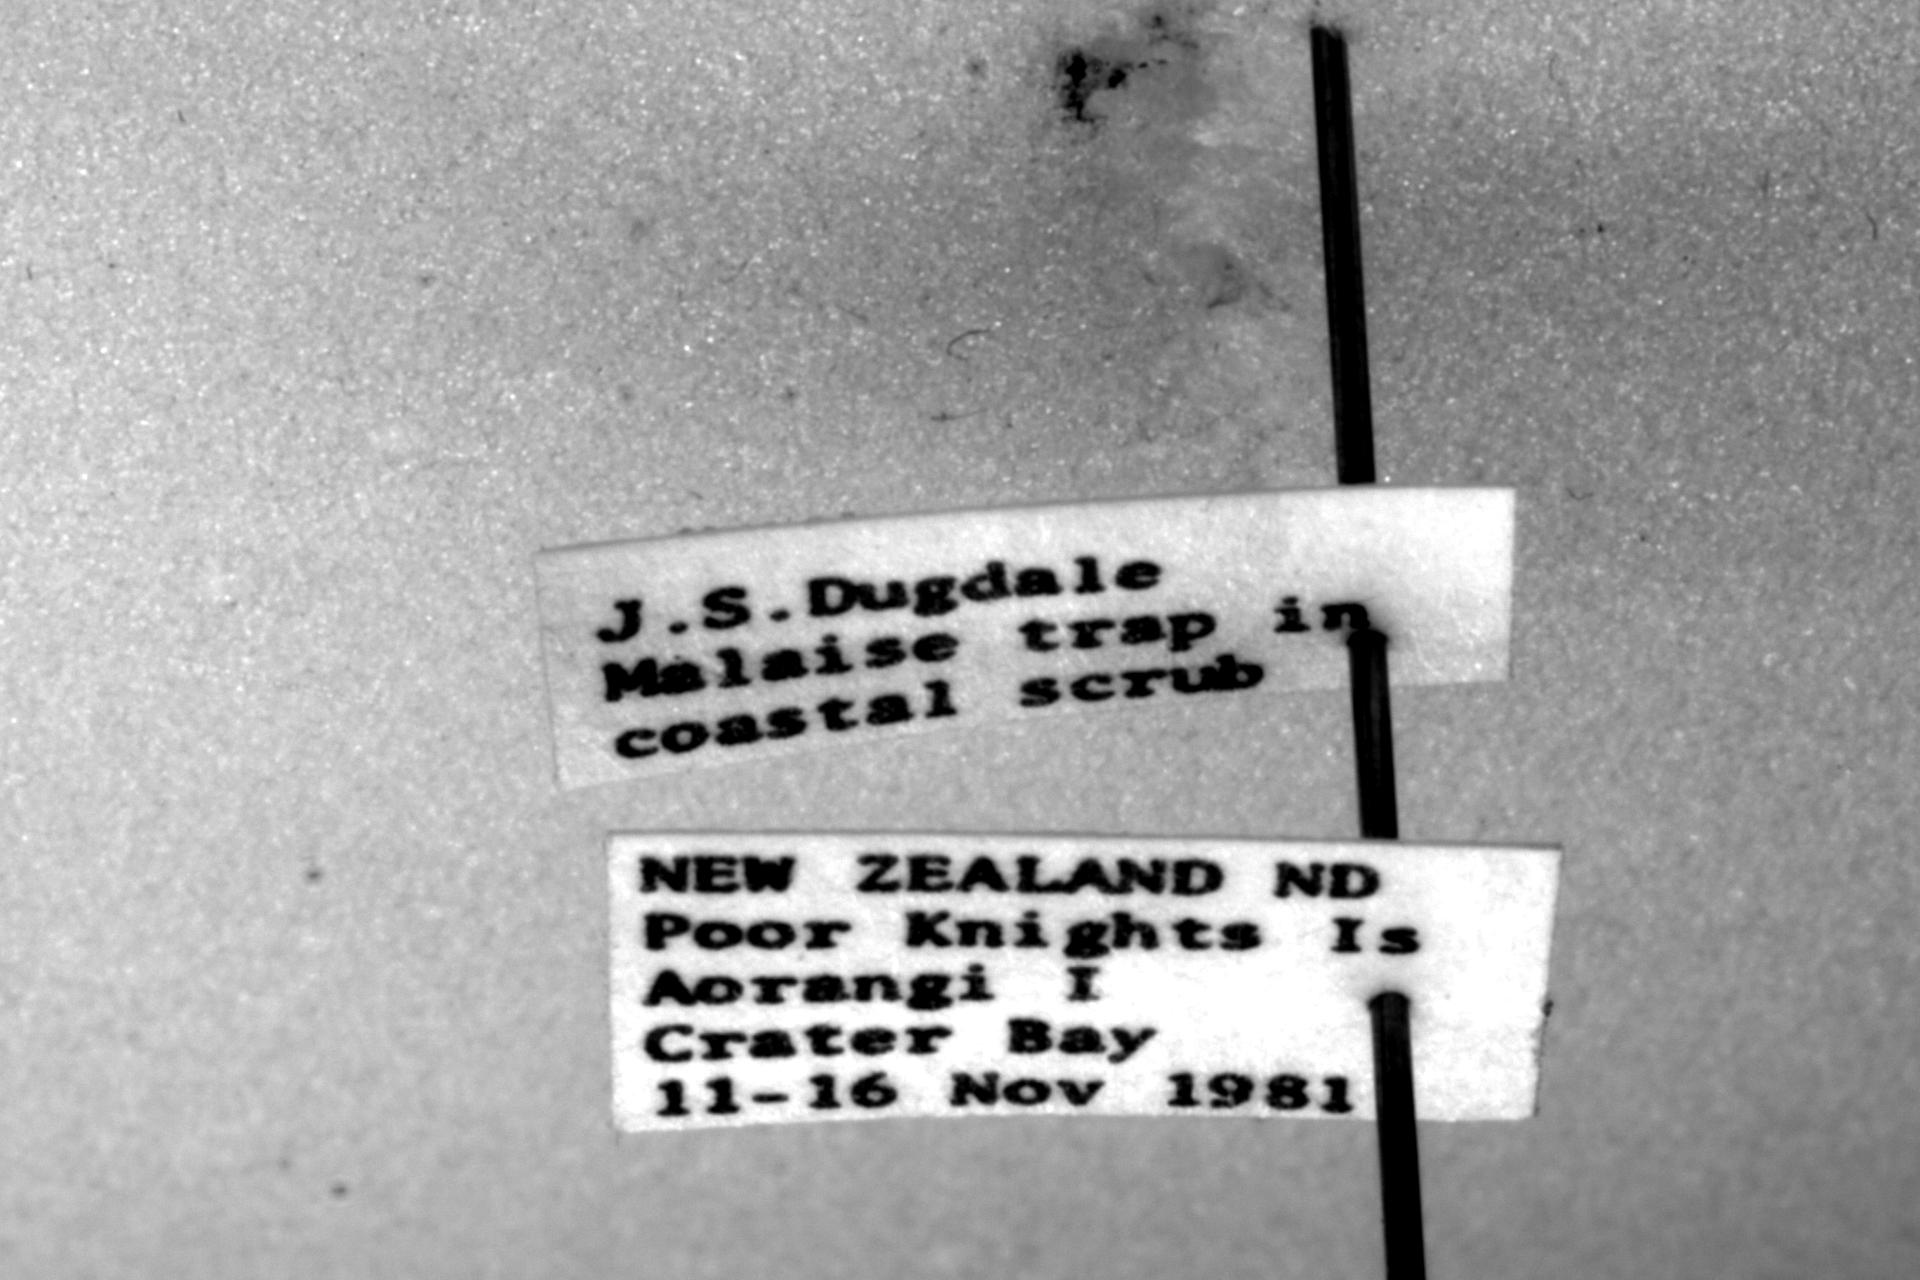 J.S.Dugdale
Malaise trap in
coastal scrub
NEW ZEALAND ND
Poor Knights Is
Aorangi I
Crater Bay
11-16 Nov 1981